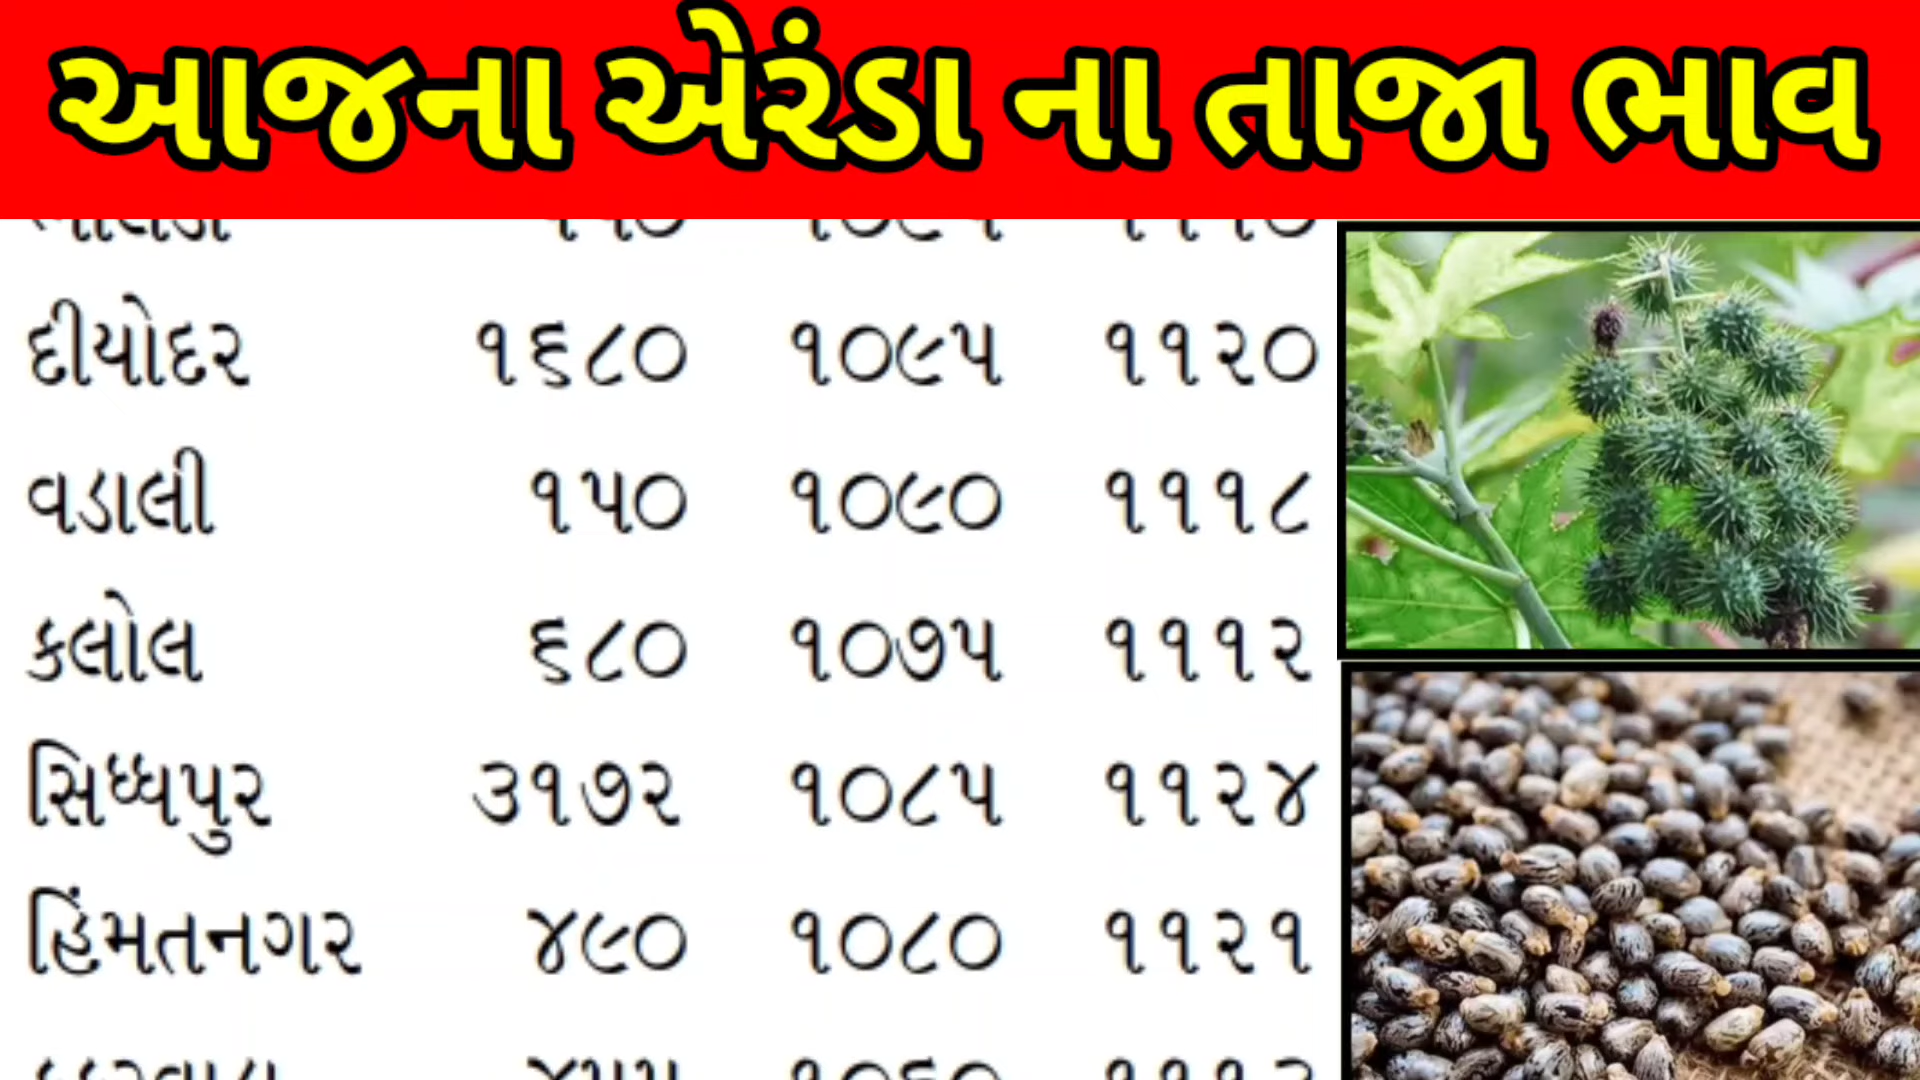 આજના એરંડા ના તાજા ભાવ
દીયોદર ૧૬૮૦ ૧૦૯૫ ૧૧૨૦
વડાલી ૧૫૦ ૧૦૯૦ ૧૧૧૮
કલોલ ૬૮૦ ૧૦૭૫ ૧૧૧૨
સિધ્ધપુર ૩૧૭૨ ૧૦૮૫ ૧૧૨૪
હિંમતનગર ૪૯૦ ૧૦૮૦ ૧૧૨૧